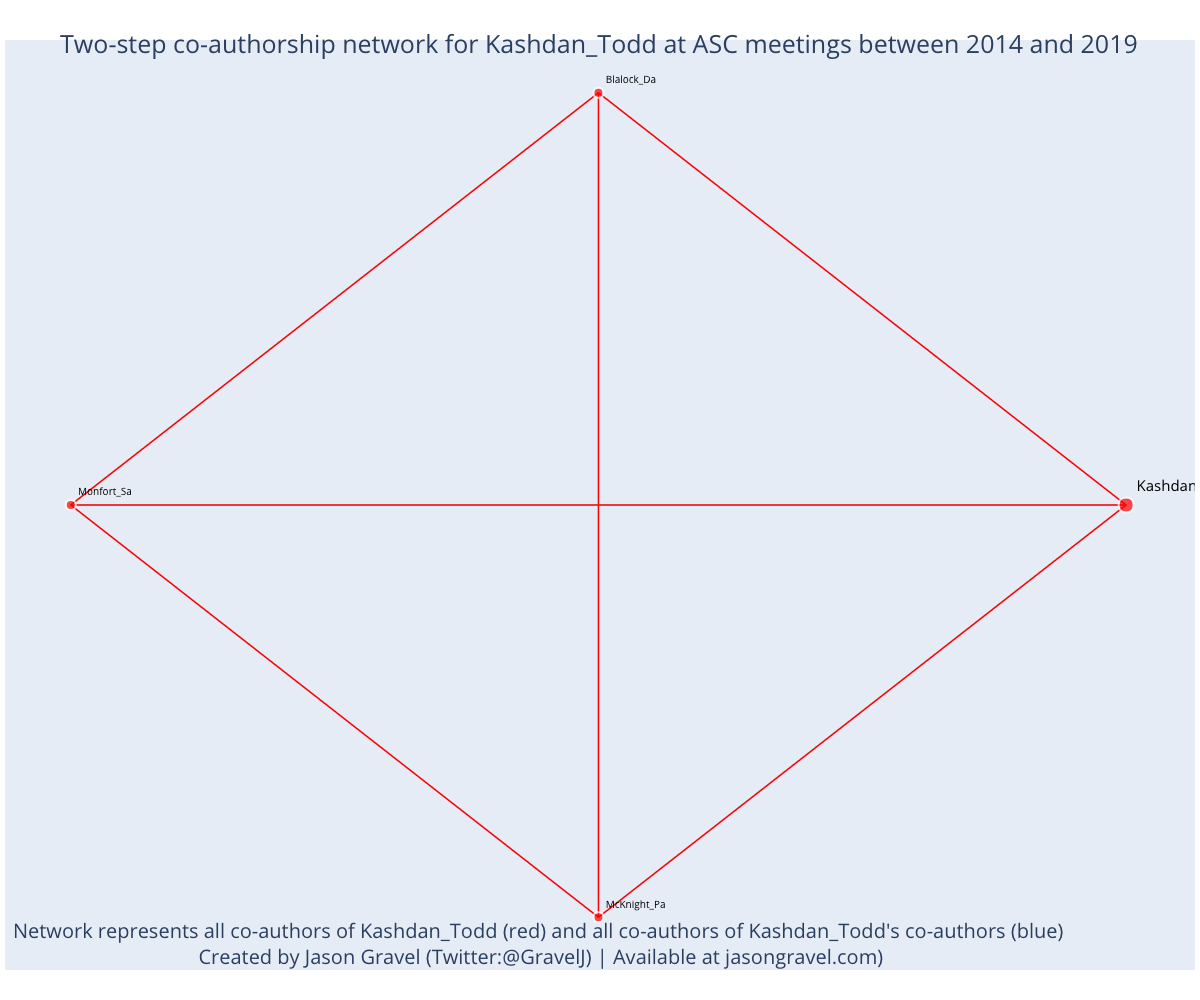 Two-step co-authorship network for Kashdan_Todd at ASC meetings between 2014 and 2019
Blalock_Da
Kashdan
Monfort_Sa
McKnight_Pa
Network represents all co-authors of Kashdan_Todd (red) and all co-authors of Kashdan_Todd's co-authors (blue)
Created by Jason Gravel (Twitter:@GravelJ) | Available at jasongravel.com)